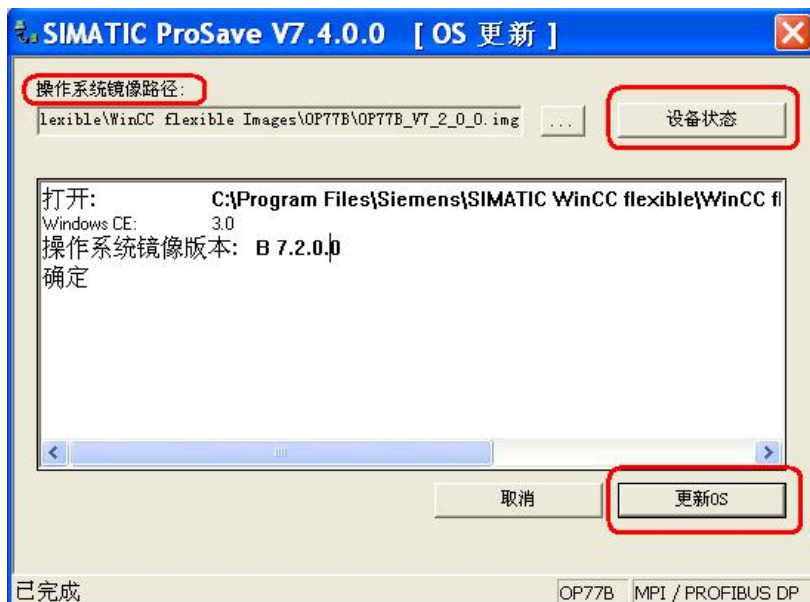 SIMATIC ProSave V7.4.0.0 [ OS 更新 ]
操作系统镜像路径:
lexible\WinCC flexible Images\OP77B\OP77B_V7_2_0_0.img
...
设备状态
打开: C:\Program Files\Siemens\SIMATIC WinCC flexible\WinCC fl
Windows CE: 3.0
操作系统镜像版本: B 7.2.0.0
确定
取消
更新OS
已完成
OP77B
MPI / PROFIBUS DP